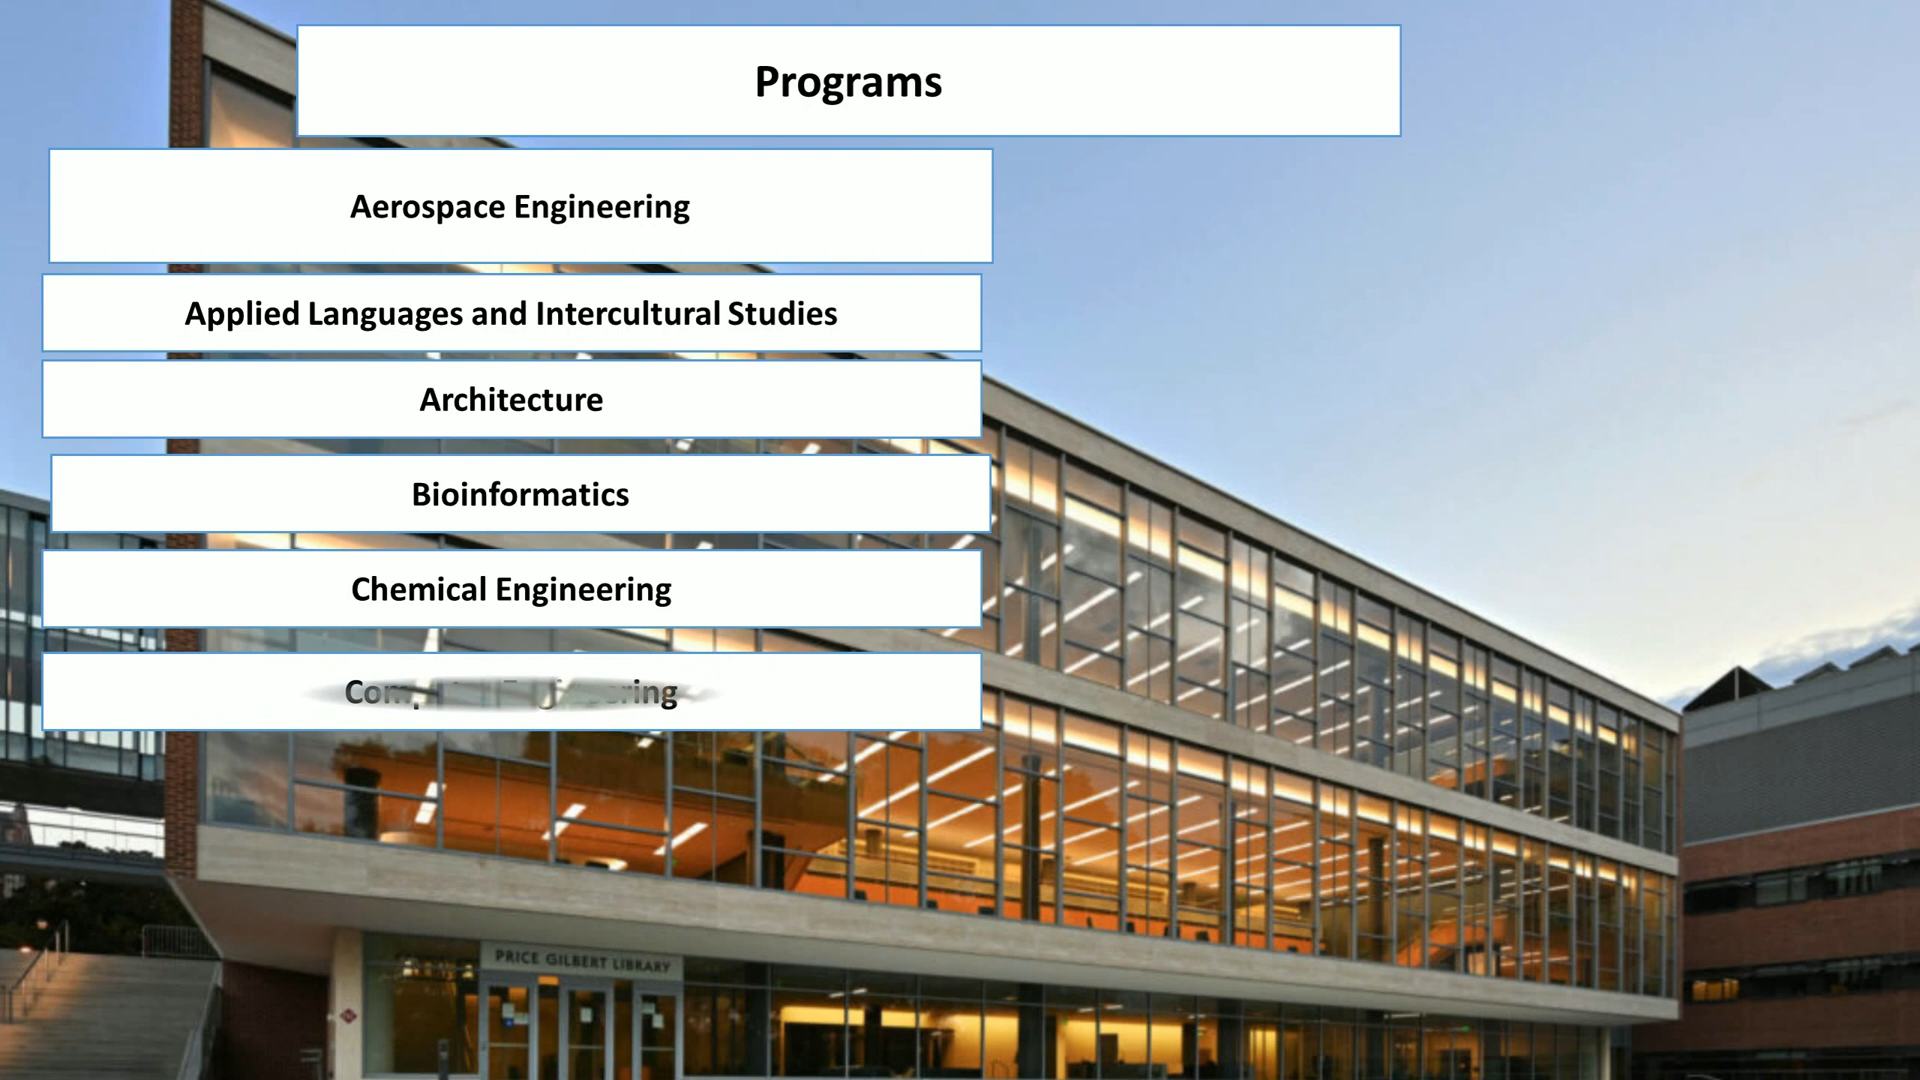 Programs
Aerospace Engineering
Applied Languages and Intercultural Studies
Architecture
Bioinformatics
Chemical Engineering
PRICE GILBERT LIBRARY